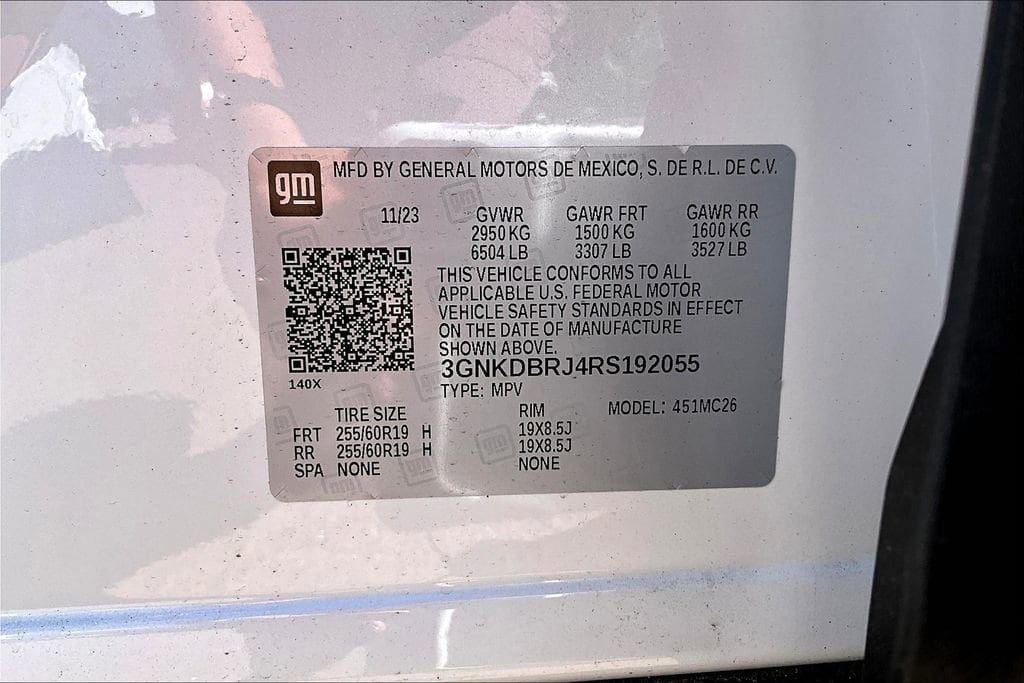 gm MFD BY GENERAL MOTORS DE MEXICO, S. DE R.L. DE C.V.
11/23 GVWR GAWR FRT GAWR RR
2950 KG 1500 KG 1600 KG
6504 LB 3307 LB 3527 LB
THIS VEHICLE CONFORMS TO ALL
APPLICABLE U.S. FEDERAL MOTOR
VEHICLE SAFETY STANDARDS IN EFFECT
ON THE DATE OF MANUFACTURE
SHOWN ABOVE.
3GNKDBRJ4RS192055
140X TYPE: MPV
TIRE SIZE RIM MODEL: 451MC26
FRT 255/60R19 H 19X8.5J
RR 255/60R19 H 19X8.5J
SPA NONE NONE